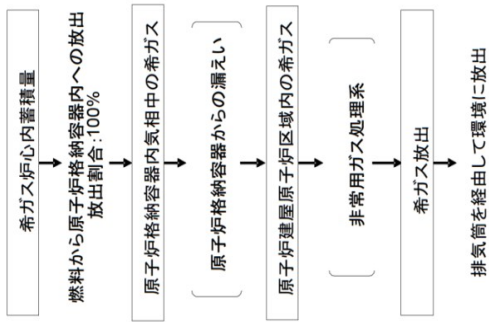 希ガス炉心内蓄積量
燃料から原子炉格納容器内への放出
放出割合:100%
原子炉格納容器内気相中の希ガス
原子炉格納容器からの漏えい
原子炉建屋原子炉区域内の希ガス
非常用ガス処理系
希ガス放出
排気筒を経由して環境に放出